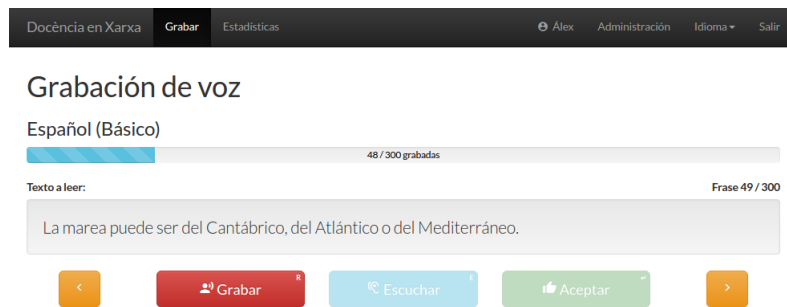 Docència en Xarxa Grabar Estadísticas Álex Administración Idioma Salir
Grabación de voz
Español (Básico)
48 / 300 grabadas
Texto a leer: Frase 49 / 300
La marea puede ser del Cantábrico, del Atlántico o del Mediterráneo.
< Grabar R Escuchar E Aceptar ↵ >